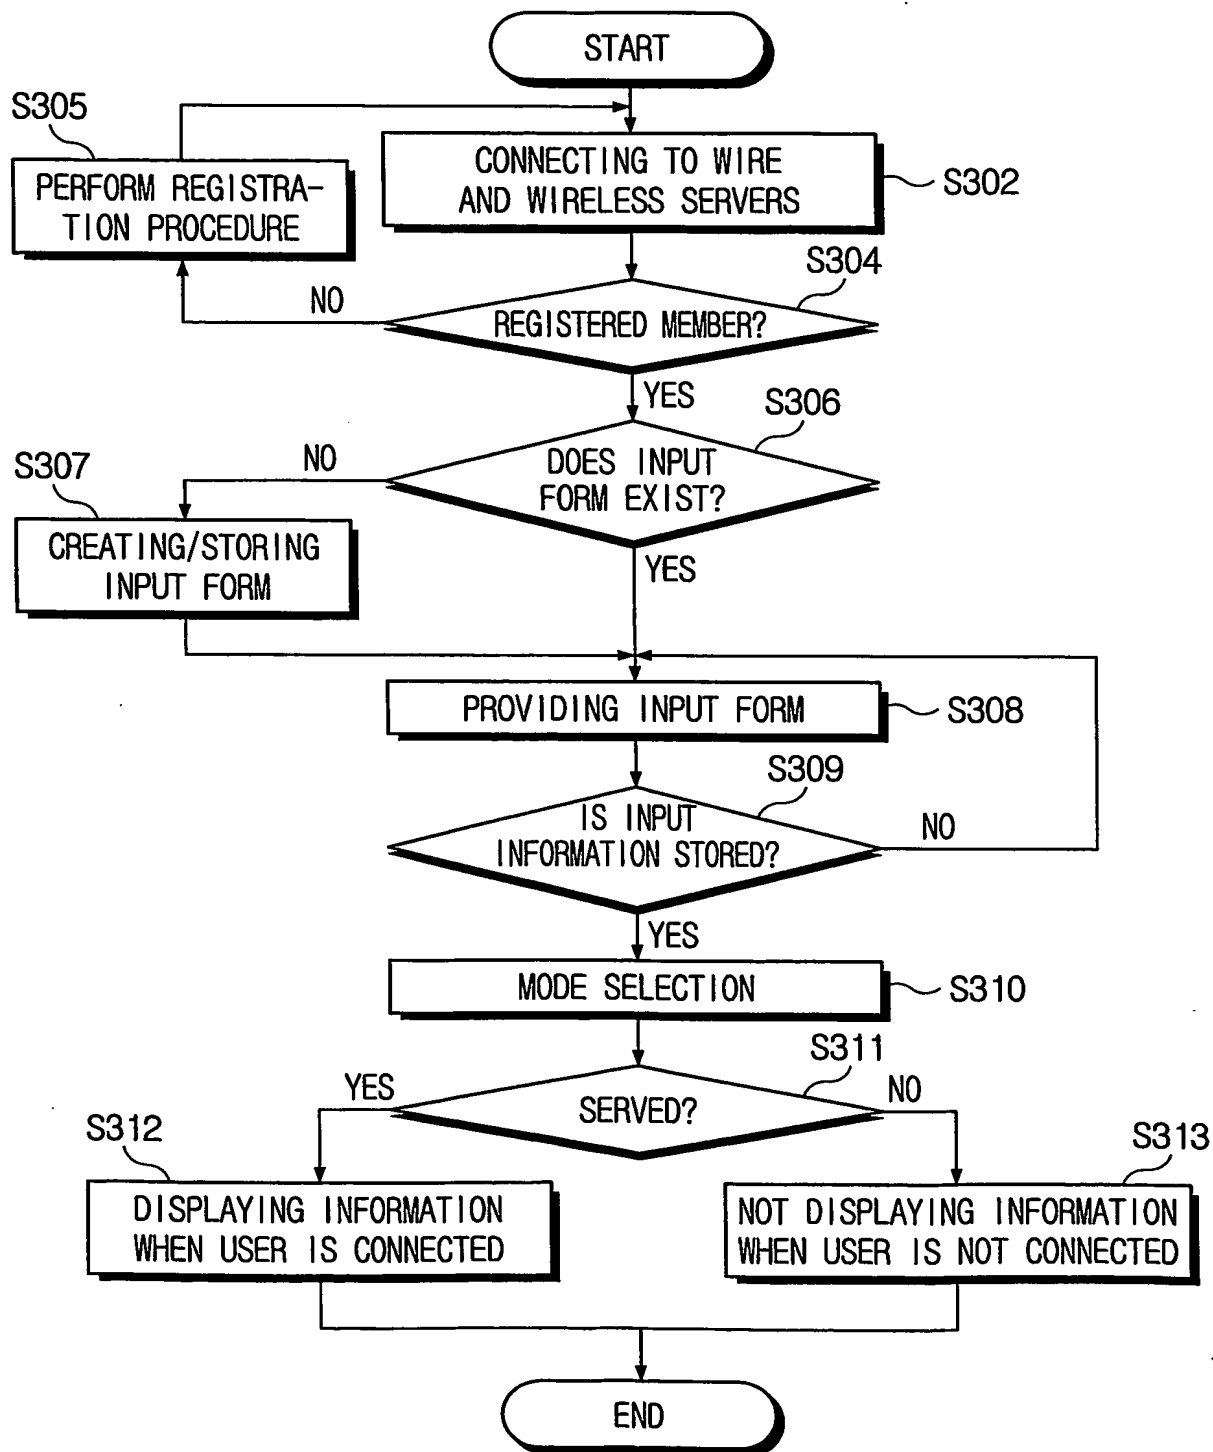 START
S305
PERFORM REGISTRA-
TION PROCEDURE
CONNECTING TO WIRE
AND WIRELESS SERVERS
S302
S304
NO
REGISTERED MEMBER?
YES
S306
NO
S307
DOES INPUT
FORM EXIST?
CREATING/STORING
INPUT FORM
YES
PROVIDING INPUT FORM
S308
S309
IS INPUT
INFORMATION STORED?
NO
YES
MODE SELECTION
S310
S311
YES
NO
SERVED?
S312
S313
DISPLAYING INFORMATION
WHEN USER IS CONNECTED
NOT DISPLAYING INFORMATION
WHEN USER IS NOT CONNECTED
END